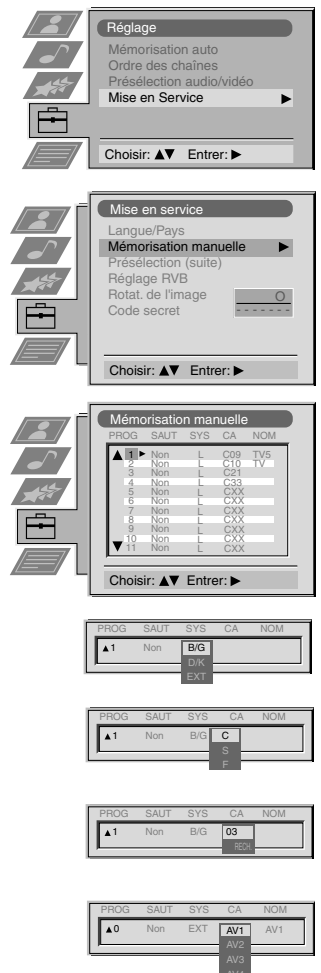 Réglage
Mémorisation auto
Ordre des chaînes
Présélection audio/vidéo
Mise en Service ▶
Choisir: ▲▼ Entrer: ▶
Mise en service
Langue/Pays
Mémorisation manuelle ▶
Présélection (suite)
Réglage RVB
Rotat. de l'image O
Code secret - - - - - - -
Choisir: ▲▼ Entrer: ▶
Mémorisation manuelle
PROG SAUT SYS CA NOM
▲ 1 ▶ Non L C09 TV5
2 Non L C10 TV
3 Non L C21
4 Non L C33
5 Non L CXX
6 Non L CXX
7 Non L CXX
8 Non L CXX
9 Non L CXX
10 Non L CXX
▼ 11 Non L CXX
Choisir: ▲▼ Entrer: ▶
PROG SAUT SYS CA NOM
▲1 Non B/G
D/K
EXT
PROG SAUT SYS CA NOM
▲1 Non B/G C
S
F
PROG SAUT SYS CA NOM
▲1 Non B/G 03
RECH
PROG SAUT SYS CA NOM
▲0 Non EXT AV1 AV1
AV2
AV3